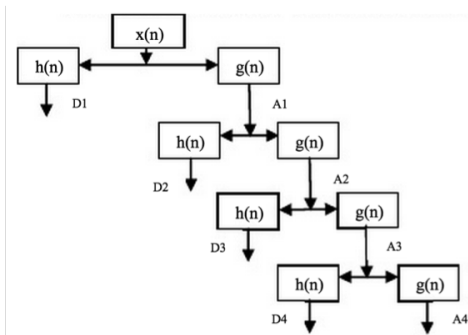 x(n)
h(n)
g(n)
D1
A1
h(n)
g(n)
D2
A2
h(n)
g(n)
D3
A3
h(n)
g(n)
D4
A4